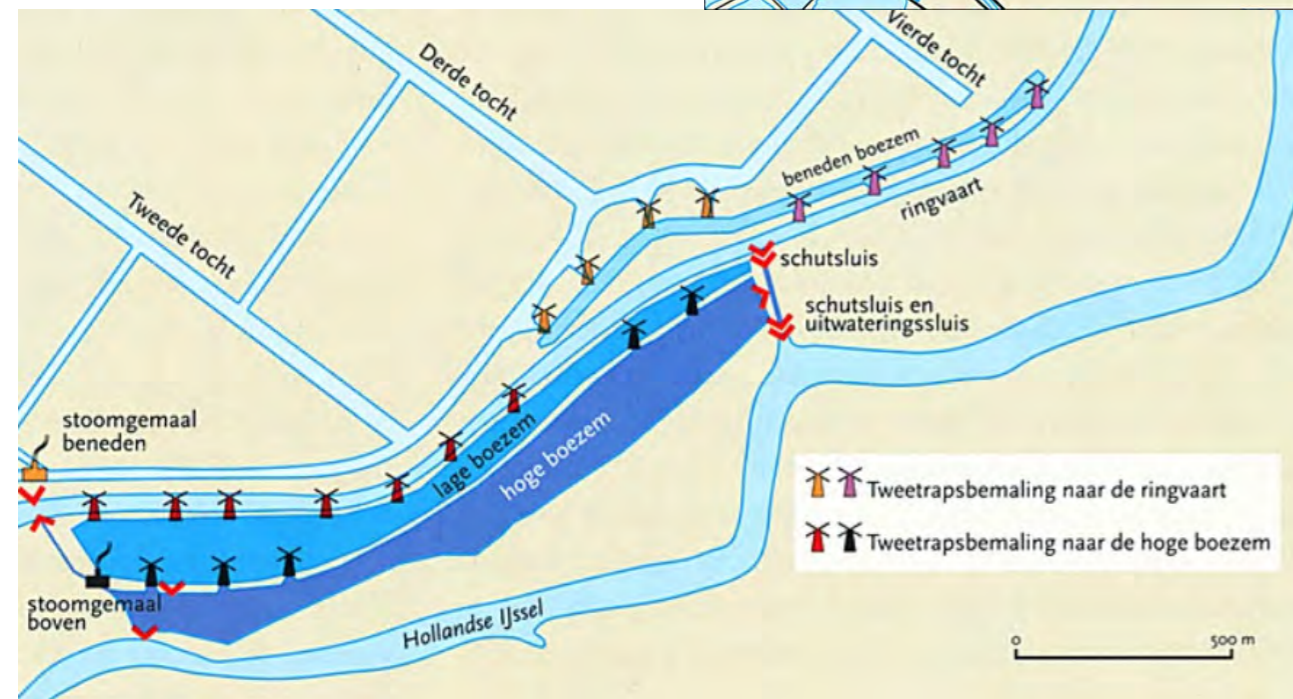 Vierde tocht
Derde tocht
beneden boezem
Tweede tocht
ringvaart
schutsluis
schutsluis en
uitwateringssluis
stoomgemaal
beneden
lage boezem
hoge boezem
Tweetrapsbemaling naar de ringvaart
Tweetrapsbemaling naar de hoge boezem
stoomgemaal
boven
Hollandse IJssel
0 500 m